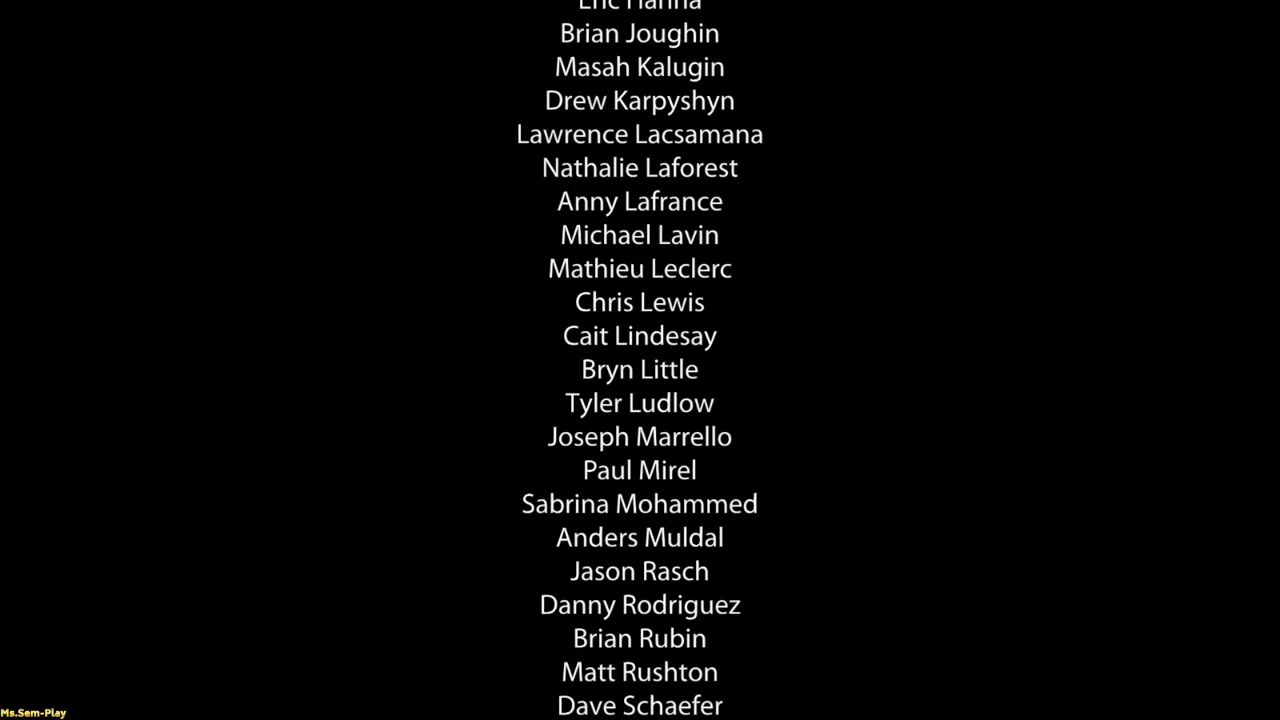 Eric Hanna
Brian Joughin
Masah Kalugin
Drew Karpyshyn
Lawrence Lacsamana
Nathalie Laforest
Anny Lafrance
Michael Lavin
Mathieu Leclerc
Chris Lewis
Cait Lindesay
Bryn Little
Tyler Ludlow
Joseph Marrello
Paul Mirel
Sabrina Mohammed
Anders Muldal
Jason Rasch
Danny Rodriguez
Brian Rubin
Matt Rushton
Dave Schaefer
Ms.Sem-Play